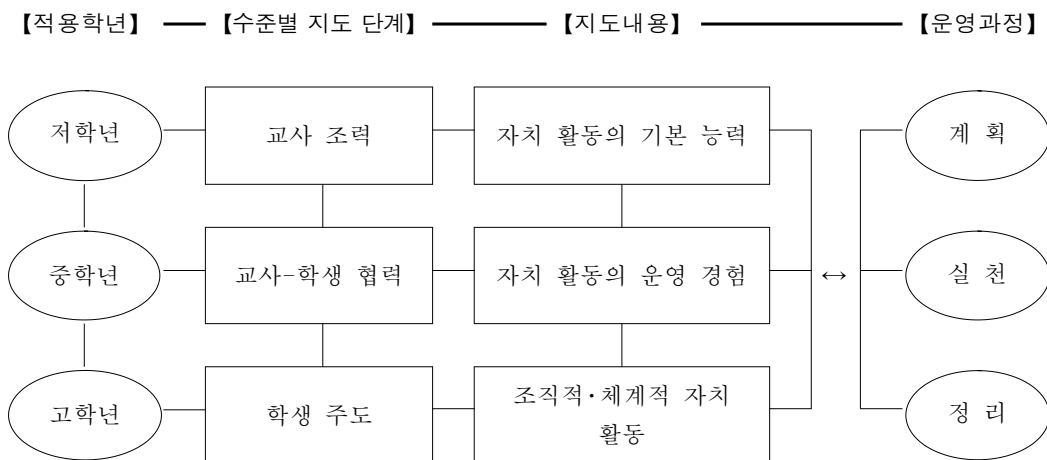 【적용학년】 【수준별 지도 단계】 【지도내용】 【운영과정】
저학년 교사 조력 자치 활동의 기본 능력 계 획
중학년 교사-학생 협력 자치 활동의 운영 경험 ↔ 실 천
고학년 학생 주도 조직적·체계적 자치
활동 정 리